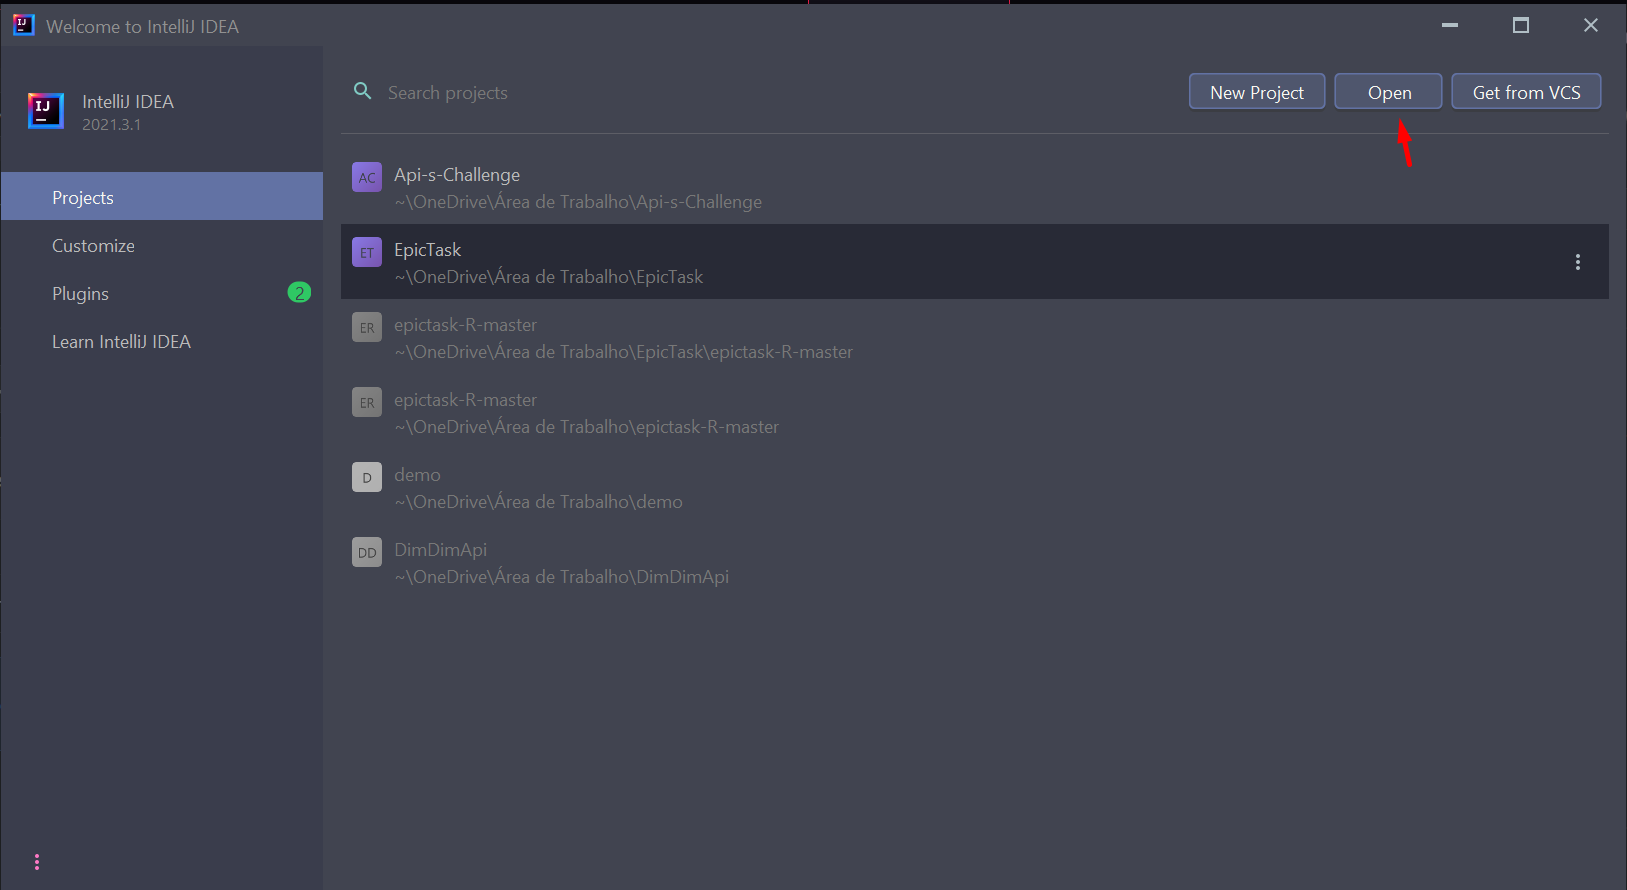 Welcome to IntelliJ IDEA
IJ
IntelliJ IDEA
2021.3.1
Projects
Customize
Plugins
2
Learn IntelliJ IDEA
Search projects
New Project
Open
Get from VCS
AC
Api-s-Challenge
~\OneDrive\Área de Trabalho\Api-s-Challenge
ET
EpicTask
~\OneDrive\Área de Trabalho\EpicTask
ER
epictask-R-master
~\OneDrive\Área de Trabalho\EpicTask\epictask-R-master
ER
epictask-R-master
~\OneDrive\Área de Trabalho\epictask-R-master
D
demo
~\OneDrive\Área de Trabalho\demo
DD
DimDimApi
~\OneDrive\Área de Trabalho\DimDimApi